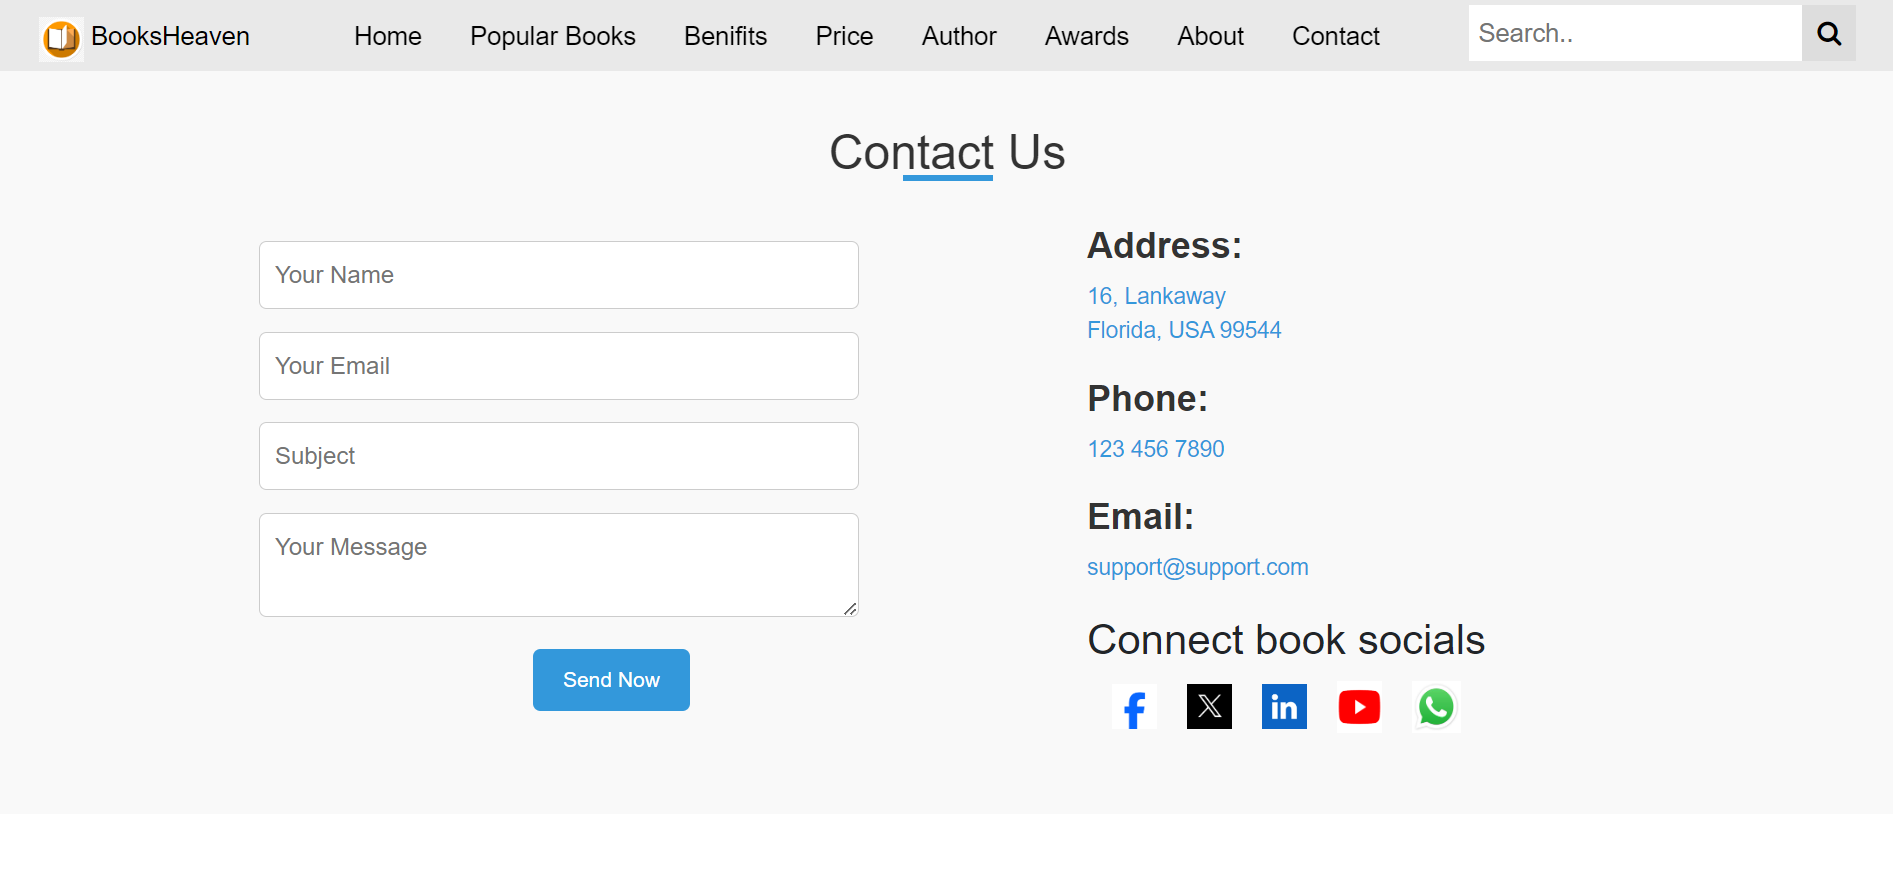 BooksHeaven Home Popular Books Benifits Price Author Awards About Contact Search..
Contact Us
Your Name
Your Email
Subject
Your Message
Send Now
Address:
16, Lankaway
Florida, USA 99544
Phone:
123 456 7890
Email:
support@support.com
Connect book socials